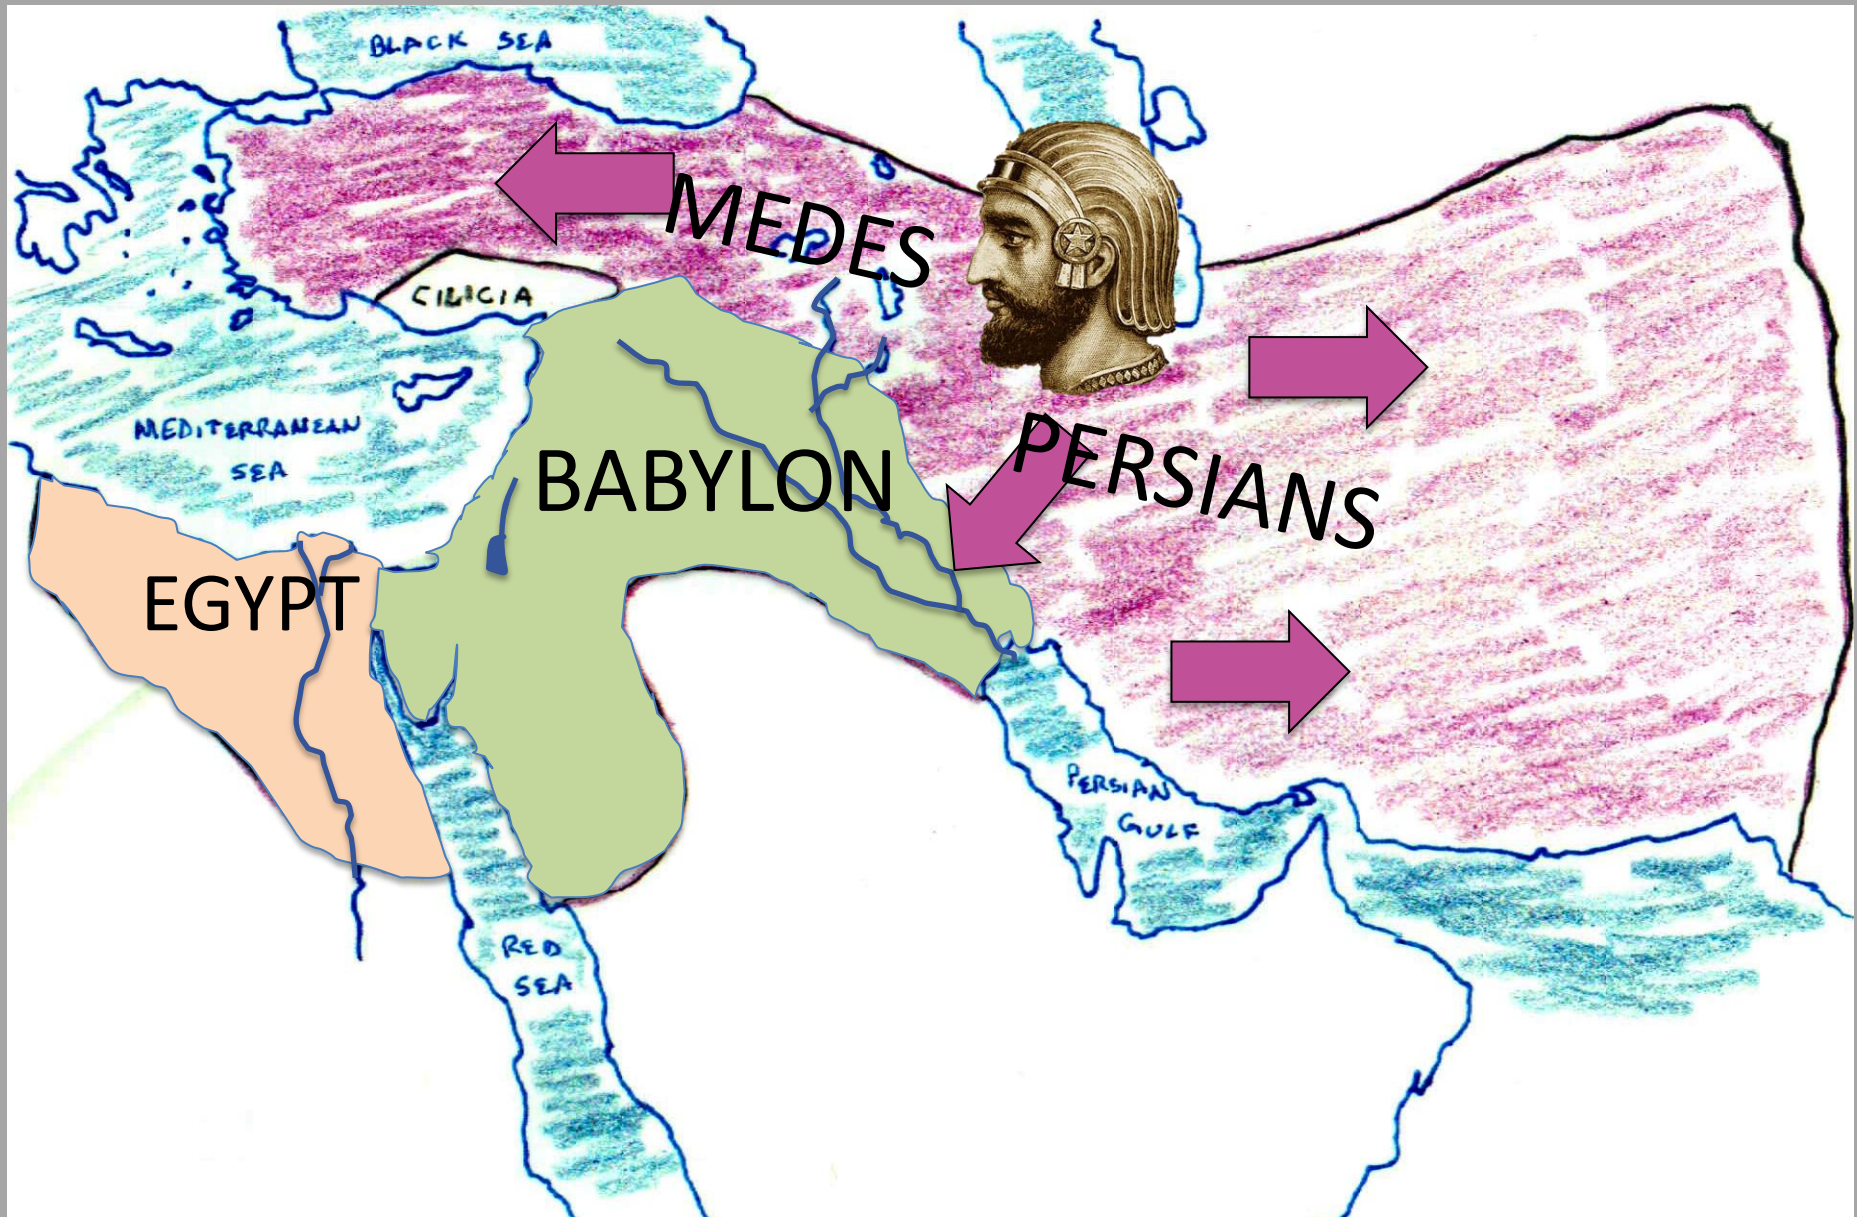 BLACK SEA
MEDES
CILICIA
MEDITERRANEAN
SEA
BABYLON
PERSIANS
EGYPT
PERSIAN
GULF
RED
SEA